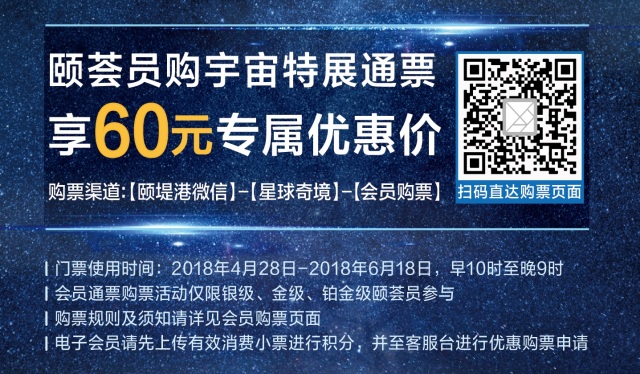 颐荟员购宇宙特展通票
享60元专属优惠价
购票渠道:【颐堤港微信】-【星球奇境】-【会员购票】
扫码直达购票页面
门票使用时间：2018年4月28日-2018年6月18日，早10时至晚9时
会员通票购票活动仅限银级、金级、铂金级颐荟员参与
购票规则及须知请详见会员购票页面
电子会员请先上传有效消费小票进行积分，并至客服台进行优惠购票申请